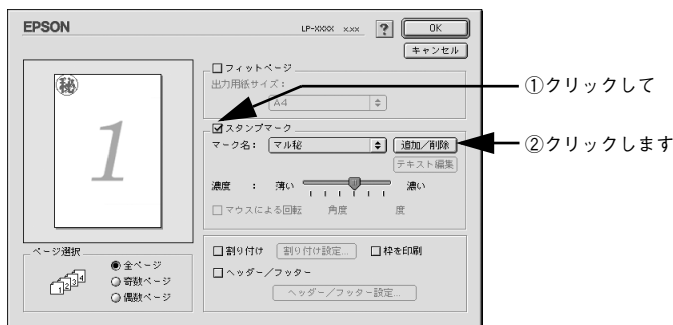 EPSON
LP-XXXX x.xx
?
OK
キャンセル
フィットページ
出力用紙サイズ：
A4
①クリックして
スタンプマーク
マーク名： マル秘 追加／削除
②クリックします
テキスト編集
濃度 ： 薄い 濃い
マウスによる回転 角度 度
秘
1
ページ選択
全ページ
奇数ページ
偶数ページ
1 2 3 4
割り付け 割り付け設定... 枠を印刷
ヘッダー／フッター
ヘッダー／フッター設定...